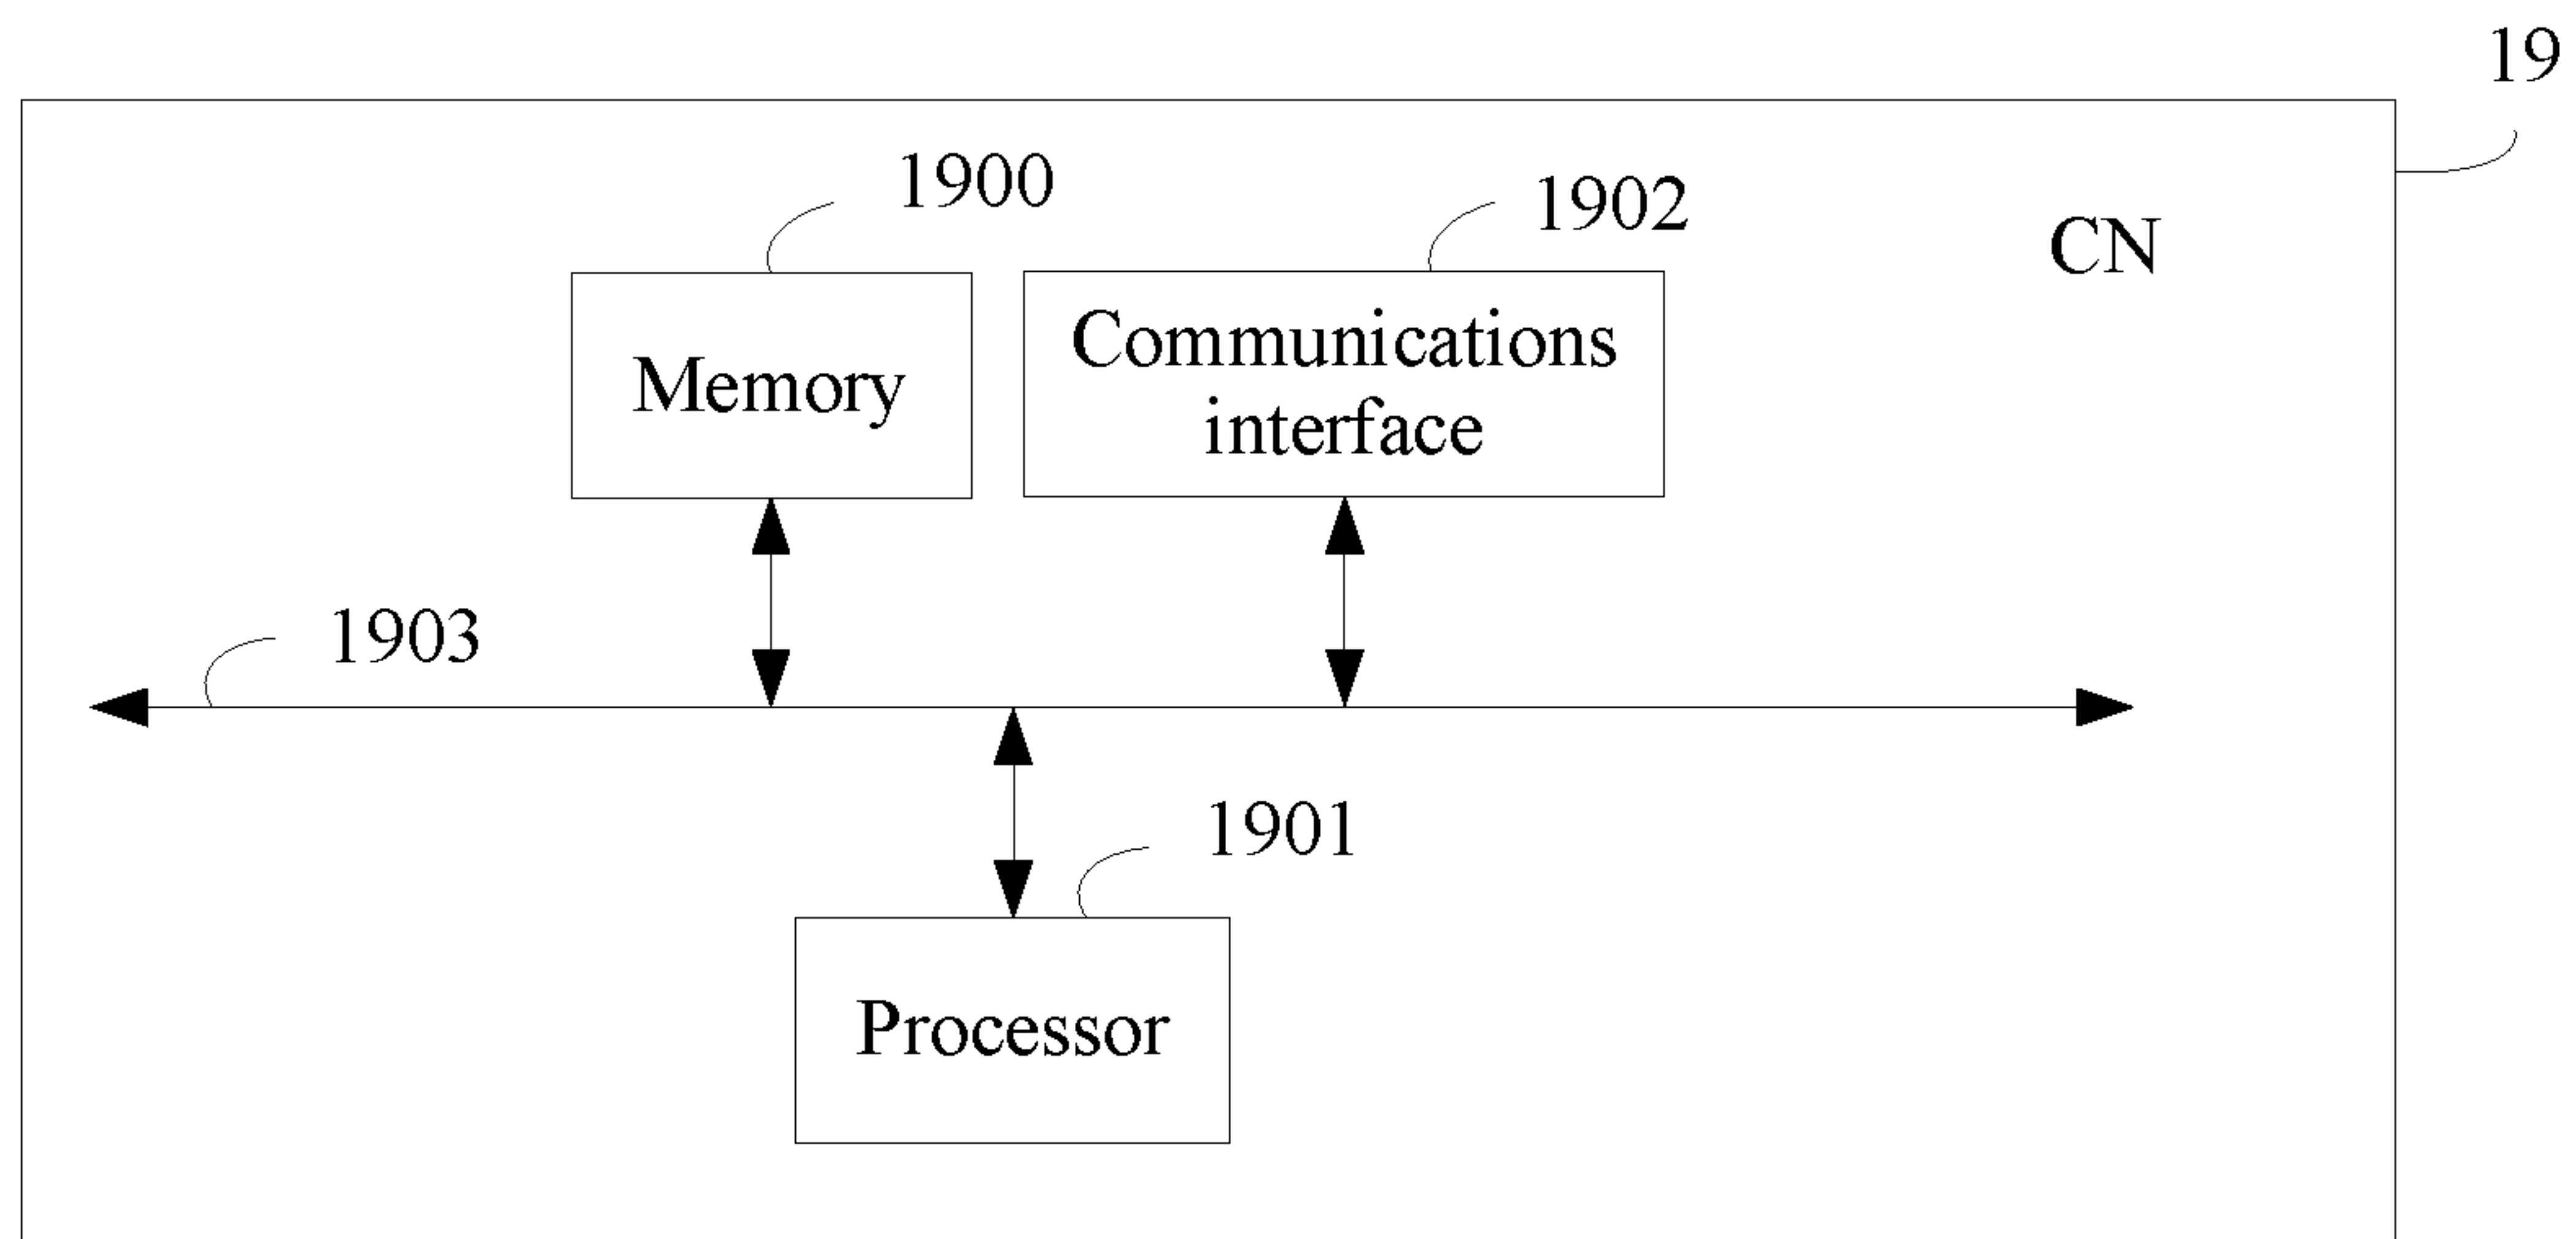 19
1900
1902
CN
Memory
Communications
interface
1903
1901
Processor